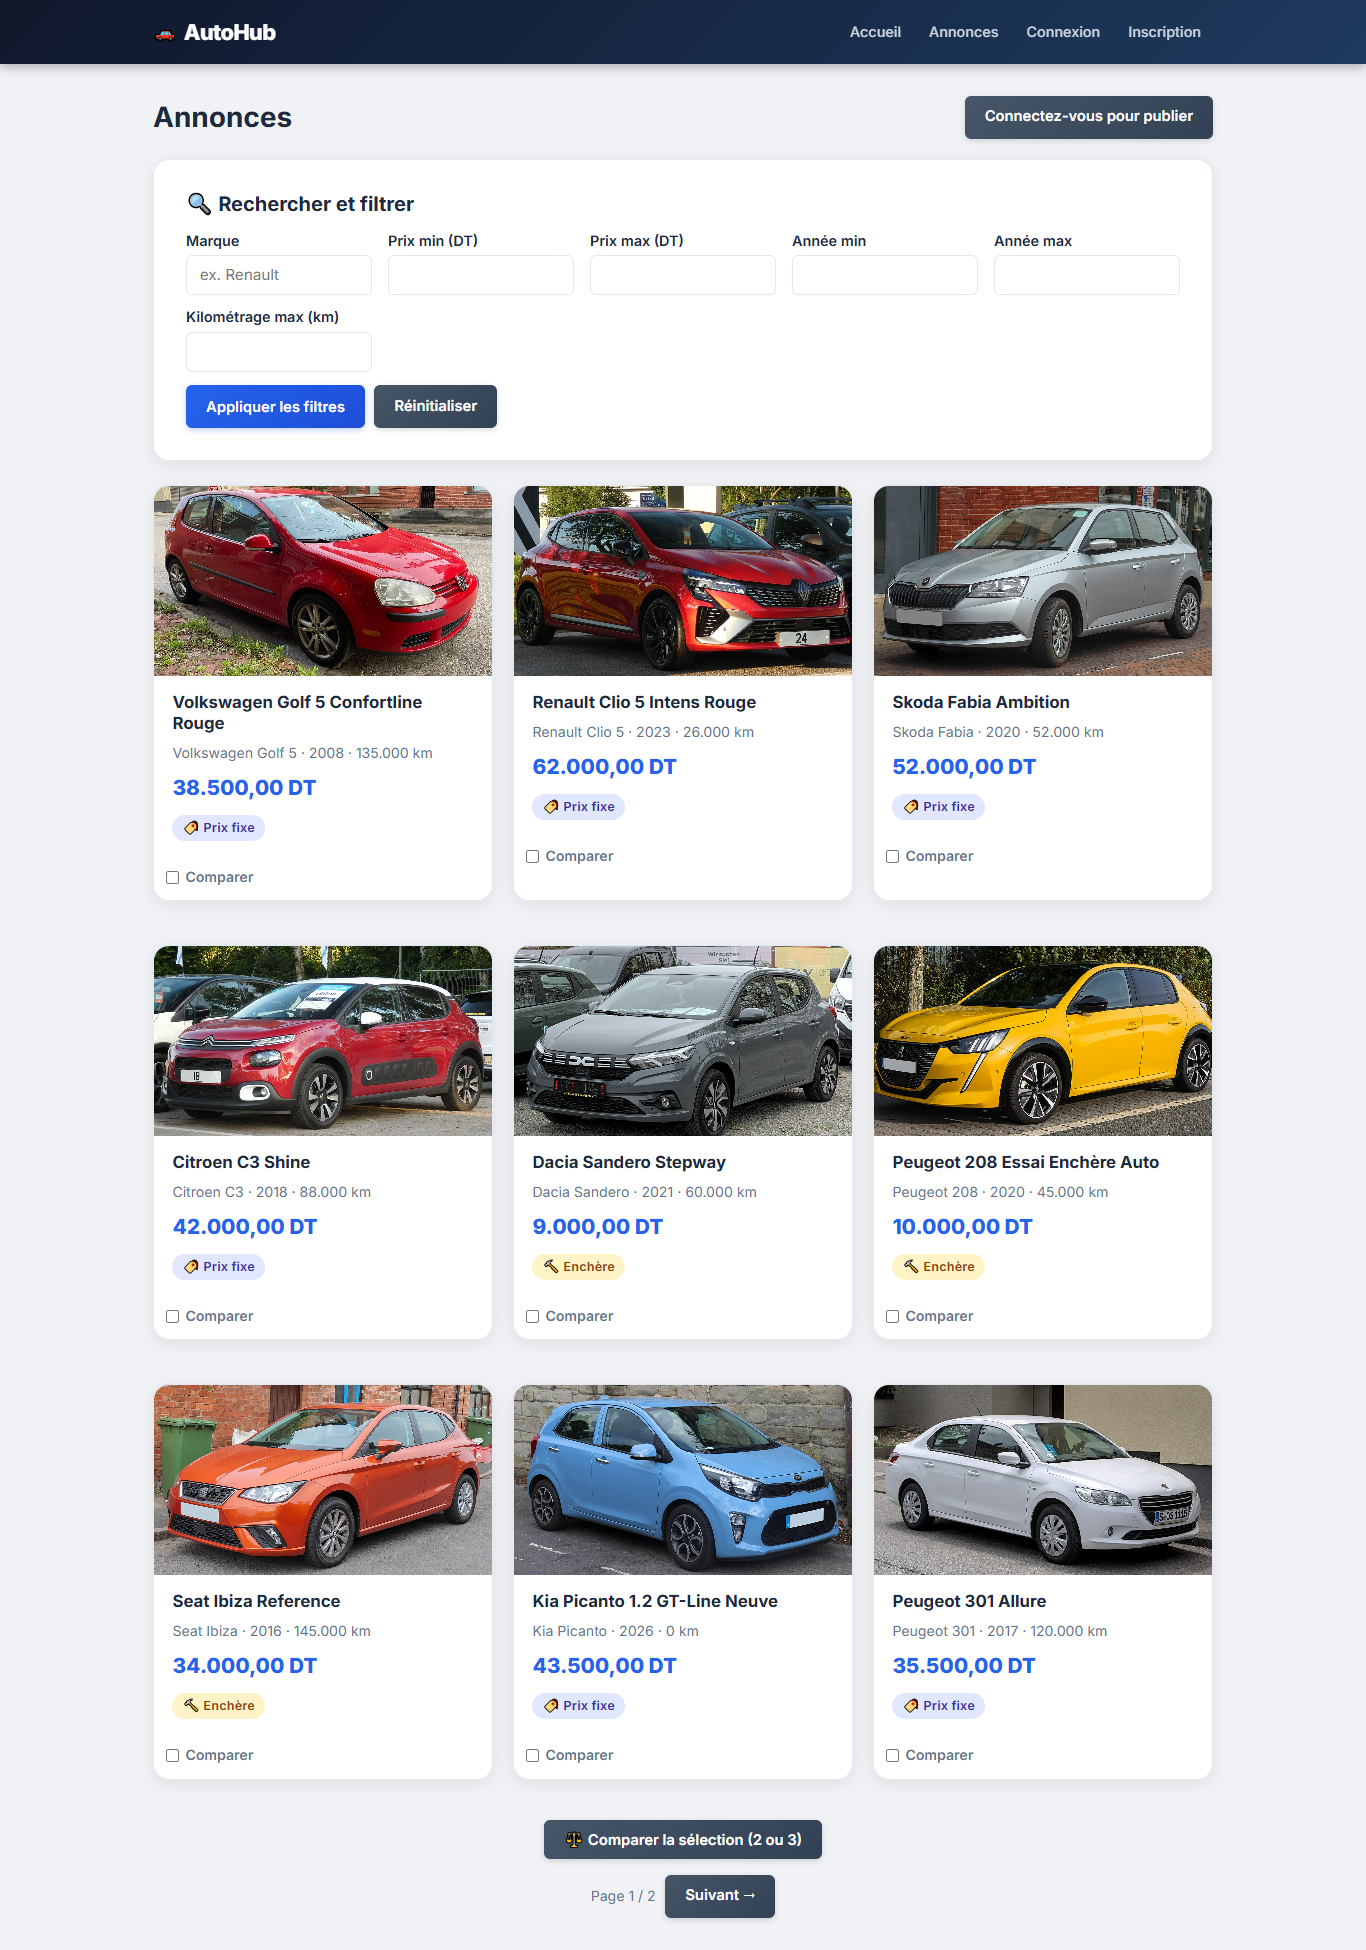 AutoHub
Accueil
Annonces
Connexion
Inscription
Annonces
Connectez-vous pour publier
Rechercher et filtrer
Marque
Prix min (DT)
Prix max (DT)
Année min
Année max
ex. Renault
Kilométrage max (km)
Appliquer les filtres
Réinitialiser
24
Volkswagen Golf 5 Confortline
Rouge
Volkswagen Golf 5 · 2008 · 135.000 km
38.500,00 DT
Prix fixe
Comparer
Renault Clio 5 Intens Rouge
Renault Clio 5 · 2023 · 26.000 km
62.000,00 DT
Prix fixe
Comparer
Skoda Fabia Ambition
Skoda Fabia · 2020 · 52.000 km
52.000,00 DT
Prix fixe
Comparer
18
Citroen C3 Shine
Citroen C3 · 2018 · 88.000 km
42.000,00 DT
Prix fixe
Comparer
Wir suchen
Dacia Sandero Stepway
Dacia Sandero · 2021 · 60.000 km
9.000,00 DT
Enchère
Comparer
Peugeot 208 Essai Enchère Auto
Peugeot 208 · 2020 · 45.000 km
10.000,00 DT
Enchère
Comparer
Seat Ibiza Reference
Seat Ibiza · 2016 · 145.000 km
34.000,00 DT
Enchère
Comparer
Kia Picanto 1.2 GT-Line Neuve
Kia Picanto · 2026 · 0 km
43.500,00 DT
Prix fixe
Comparer
Peugeot 301 Allure
Peugeot 301 · 2017 · 120.000 km
35.500,00 DT
Prix fixe
Comparer
Comparer la sélection (2 ou 3)
Page 1 / 2
Suivant →